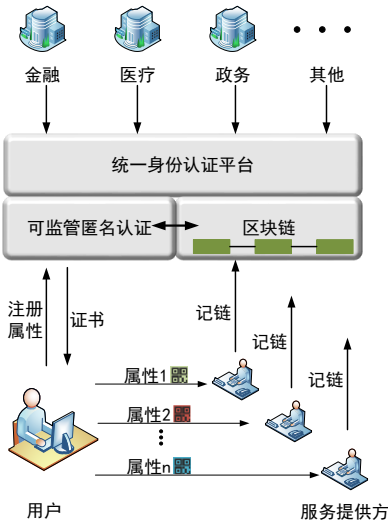 金融
医疗
政务
其他
统一身份认证平台
可监管匿名认证
区块链
注册
属性
证书
记链
记链
记链
属性1
属性2
属性n
用户
服务提供方